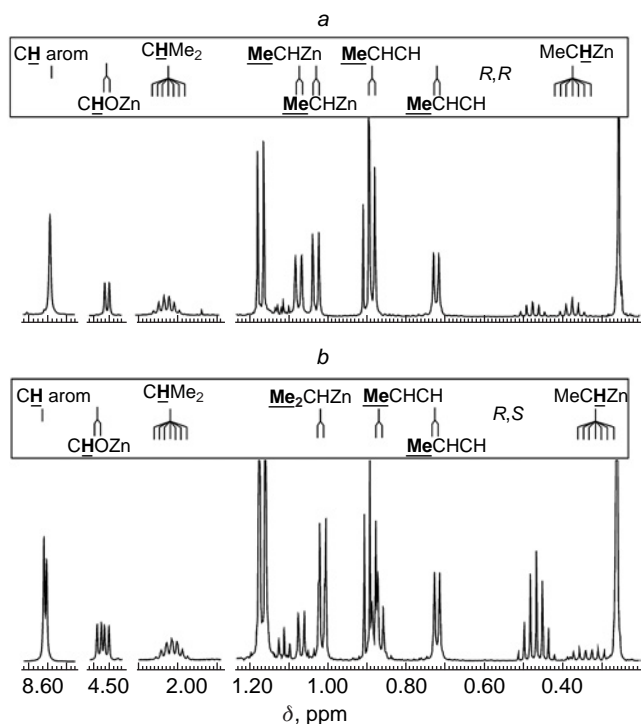 a
CH arom CHMe₂ MeCHZn MeCHCH R,R MeCHZn
CHOZn MeCHZn MeCHCH
b
CH arom CHMe₂ Me₂CHZn MeCHCH R,S MeCHZn
CHOZn MeCHCH
8.60 4.50 2.00 1.20 1.00 0.80 0.60 0.40
δ, ppm